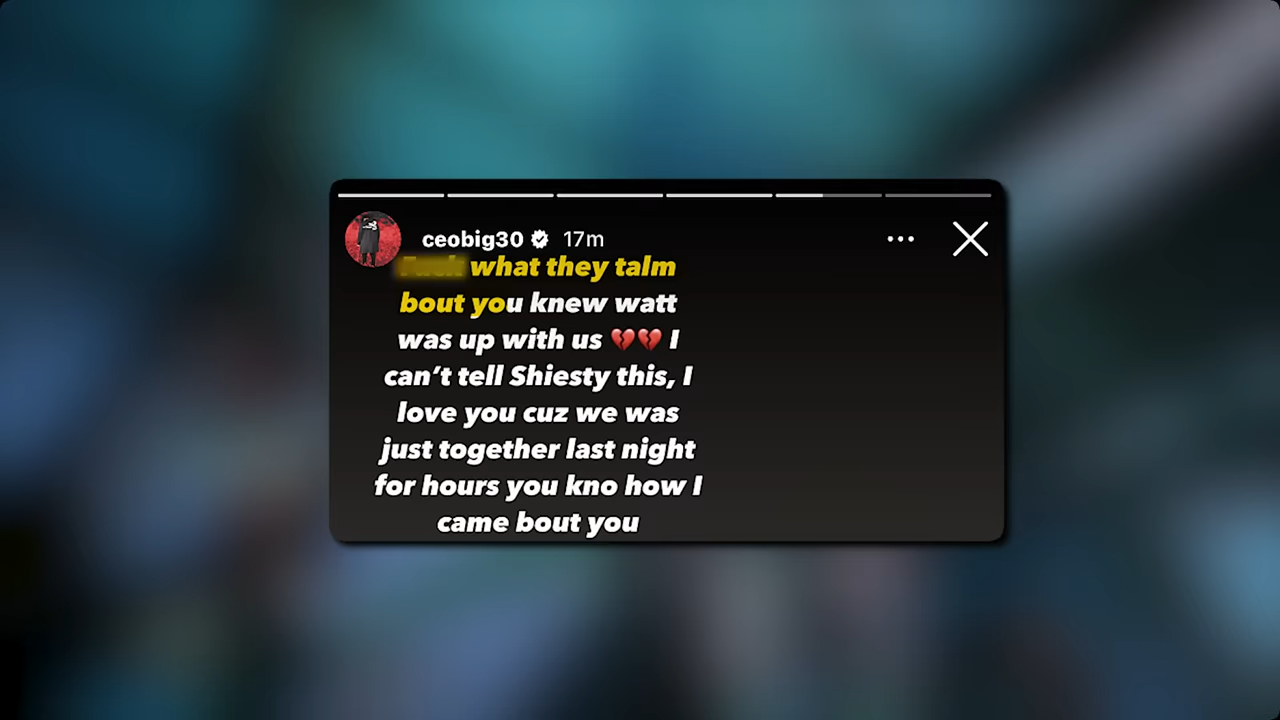 ceobig30 17m
what they talm
bout you knew watt
was up with us 💔💔 I
can't tell Shiesty this, I
love you cuz we was
just together last night
for hours you kno how I
came bout you